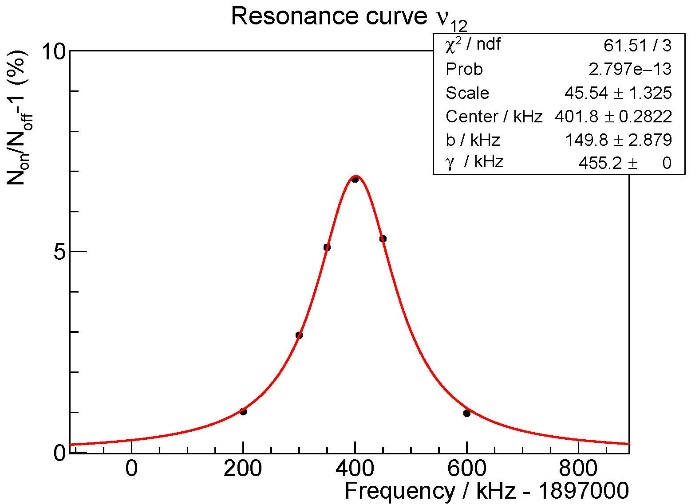 Resonance curve ν₁₂
χ² / ndf 61.51 / 3
Prob 2.797e–13
Scale 45.54 ± 1.325
Center / kHz 401.8 ± 0.2822
b / kHz 149.8 ± 2.879
γ / kHz 455.2 ± 0
N_on/N_off-1 (%)
10
5
0
0 200 400 600 800
Frequency / kHz - 1897000